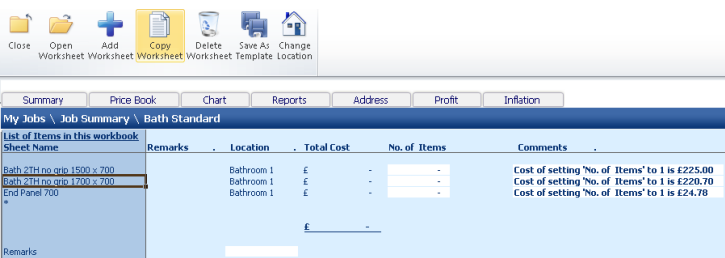 Close Open Worksheet Add Worksheet Copy Worksheet Delete Worksheet Save As Template Change Location
Summary Price Book Chart Reports Address Profit Inflation
My Jobs \ Job Summary \ Bath Standard
List of Items in this workbook
Sheet Name Remarks . Location . Total Cost No. of Items Comments .
Bath 2TH no grip 1500 x 700 Bathroom 1 £ - - Cost of setting 'No. of Items' to 1 is £225.00
Bath 2TH no grip 1700 x 700 Bathroom 1 £ - - Cost of setting 'No. of Items' to 1 is £220.70
End Panel 700 Bathroom 1 £ - - Cost of setting 'No. of Items' to 1 is £24.78
*
£ -
Remarks